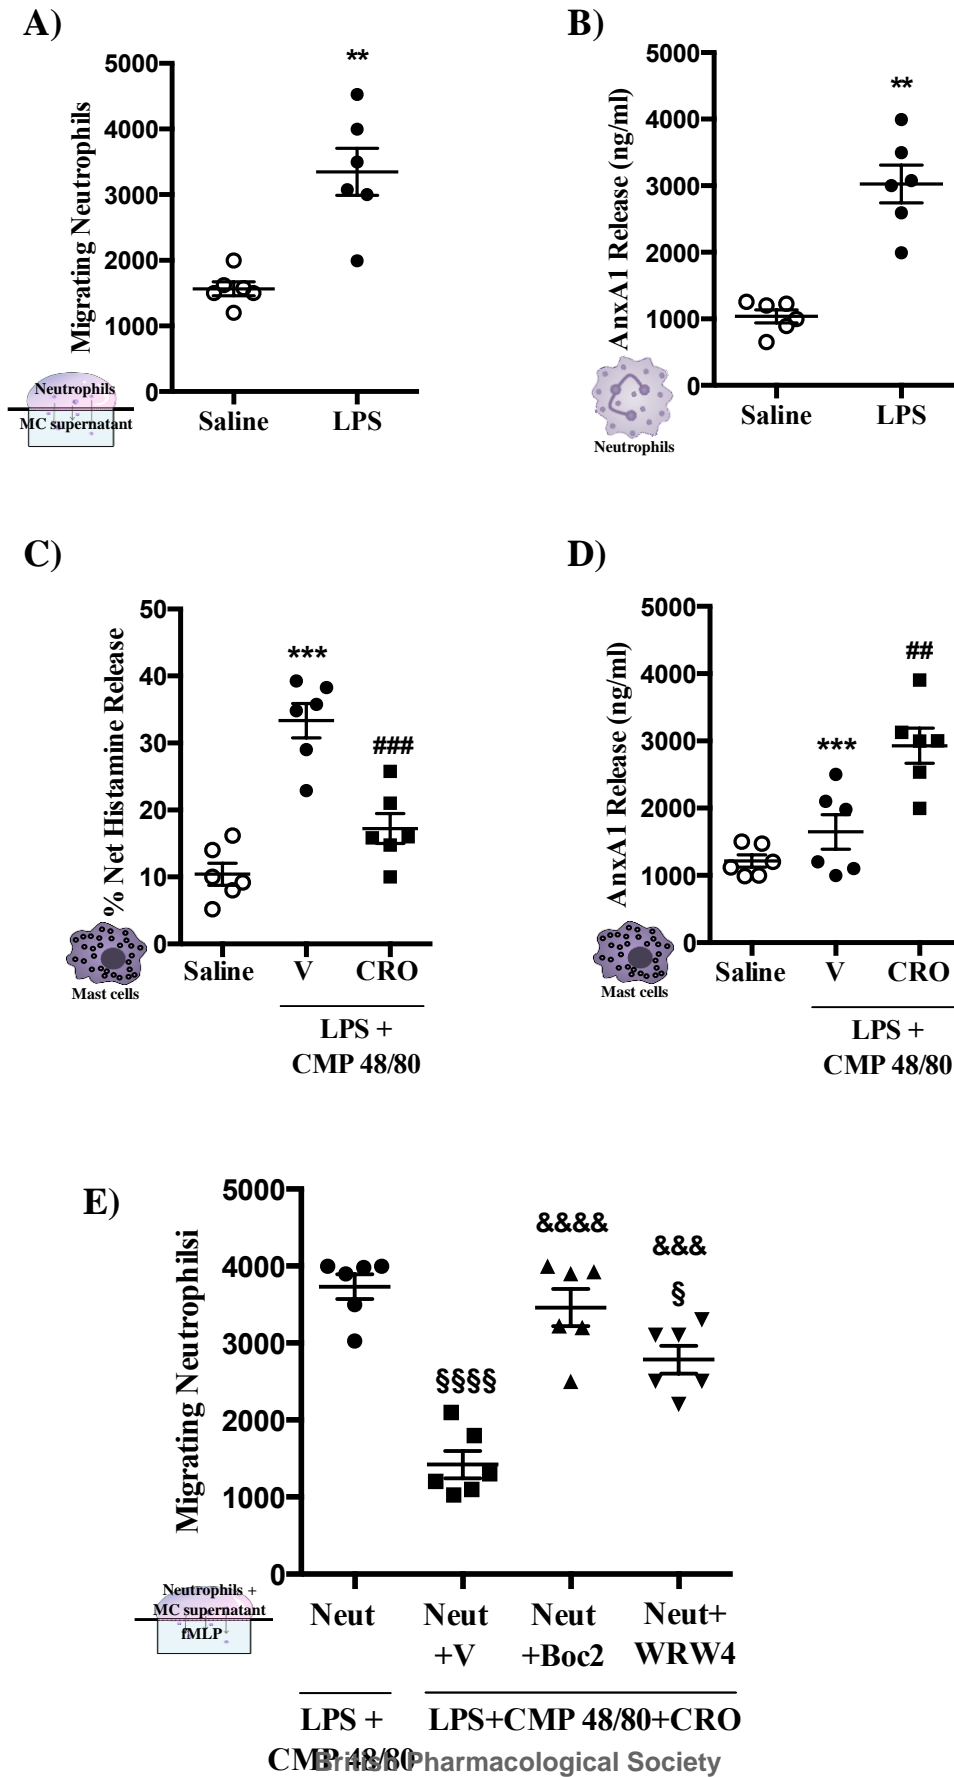 A)
**
5000
4000
3000
2000
1000
0
Migrating Neutrophils
Neutrophils
MC supernatant
Saline
LPS
B)
**
5000
4000
3000
2000
1000
0
AnxA1 Release (ng/ml)
Neutrophils
Saline
LPS
C)
50
40
30
20
10
0
% Net Histamine Release
***
###
Mast cells
Saline
V
CRO
LPS +
CMP 48/80
D)
5000
4000
3000
2000
1000
0
AnxA1 Release (ng/ml)
***
##
Mast cells
Saline
V
CRO
LPS +
CMP 48/80
E)
5000
4000
3000
2000
1000
0
Migrating Neutrophilsi
§§§§
&&&&
&&&
§
Neutrophils +
MC supernatant
fMLP
Neut
Neut
+V
Neut
+Boc2
Neut+
WRW4
LPS +
CMP 48/80
LPS+CMP 48/80+CRO
British Pharmacological Society